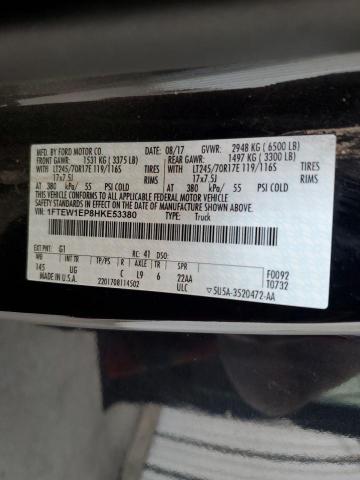 MFD. BY FORD MOTOR CO.
DATE: 08/17 GVWR: 2948 KG ( 6500 LB)
FRONT GAWR: 1531 KG ( 3375 LB) REAR GAWR: 1497 KG ( 3300 LB)
WITH WITH
LT245/70R17E 119/116S TIRES LT245/70R17E 119/116S TIRES
17x7.5J RIMS 17x7.5J RIMS
AT 380 kPa/ 55 PSI COLD AT 380 kPa/ 55 PSI COLD
THIS VEHICLE CONFORMS TO ALL APPLICABLE FEDERAL MOTOR VEHICLE
SAFETY STANDARDS IN EFFECT ON THE DATE OF MANUFACTURE SHOWN ABOVE.
VIN: 1FTEW1EP8HKE53380 TYPE: Truck
EXT PNT: G1 RC: 41 DSO: F0092
WB INT TR TP/PS R AXLE TR SPR T0732
145 UG C L9 6 22AA
UTC 2201708114502 ULC 5U5A-3520472-AA